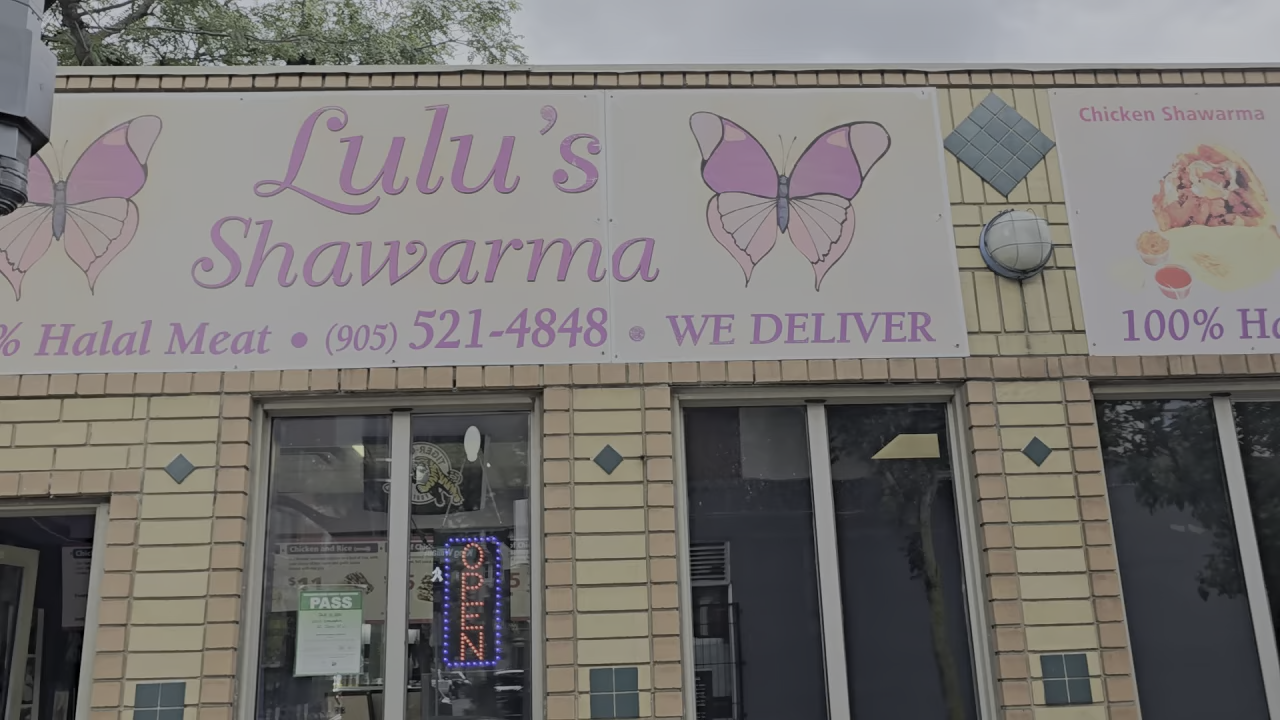 Lulu's
Shawarma
% Halal Meat • (905) 521-4848 • WE DELIVER
Chicken Shawarma
100% Ha
Chicken and Rice
PASS
OPEN